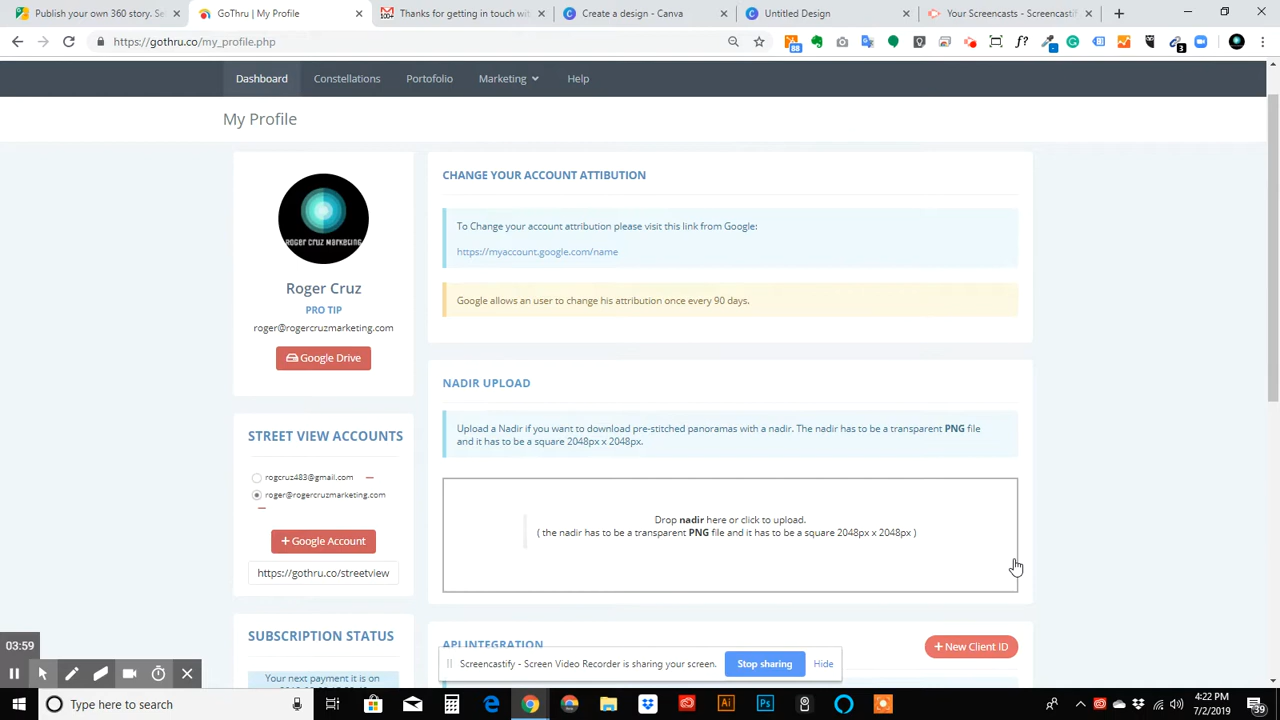 Publish your own 360 story. Se
GoThru | My Profile
Thanks for getting in touch with
Create a design - Canva
Untitled Design
Your Screencasts - Screencastif
https://gothru.co/my_profile.php
88
f?
3
Dashboard
Constellations
Portofolio
Marketing
Help
My Profile
ROGER CRUZ MARKETING
Roger Cruz
PRO TIP
roger@rogercruzmarketing.com
Google Drive
STREET VIEW ACCOUNTS
rogcruz483@gmail.com
roger@rogercruzmarketing.com
+ Google Account
https://gothru.co/streetview
SUBSCRIPTION STATUS
Your next payment it is on
CHANGE YOUR ACCOUNT ATTIBUTION
To Change your account attribution please visit this link from Google:
https://myaccount.google.com/name
Google allows an user to change his attribution once every 90 days.
NADIR UPLOAD
Upload a Nadir if you want to download pre-stitched panoramas with a nadir. The nadir has to be a transparent PNG file
and it has to be a square 2048px x 2048px.
Drop nadir here or click to upload.
( the nadir has to be a transparent PNG file and it has to be a square 2048px x 2048px )
API INTEGRATION
+ New Client ID
Screencastify - Screen Video Recorder is sharing your screen.
Stop sharing
Hide
03:59
Type here to search
4:22 PM
7/2/2019
39